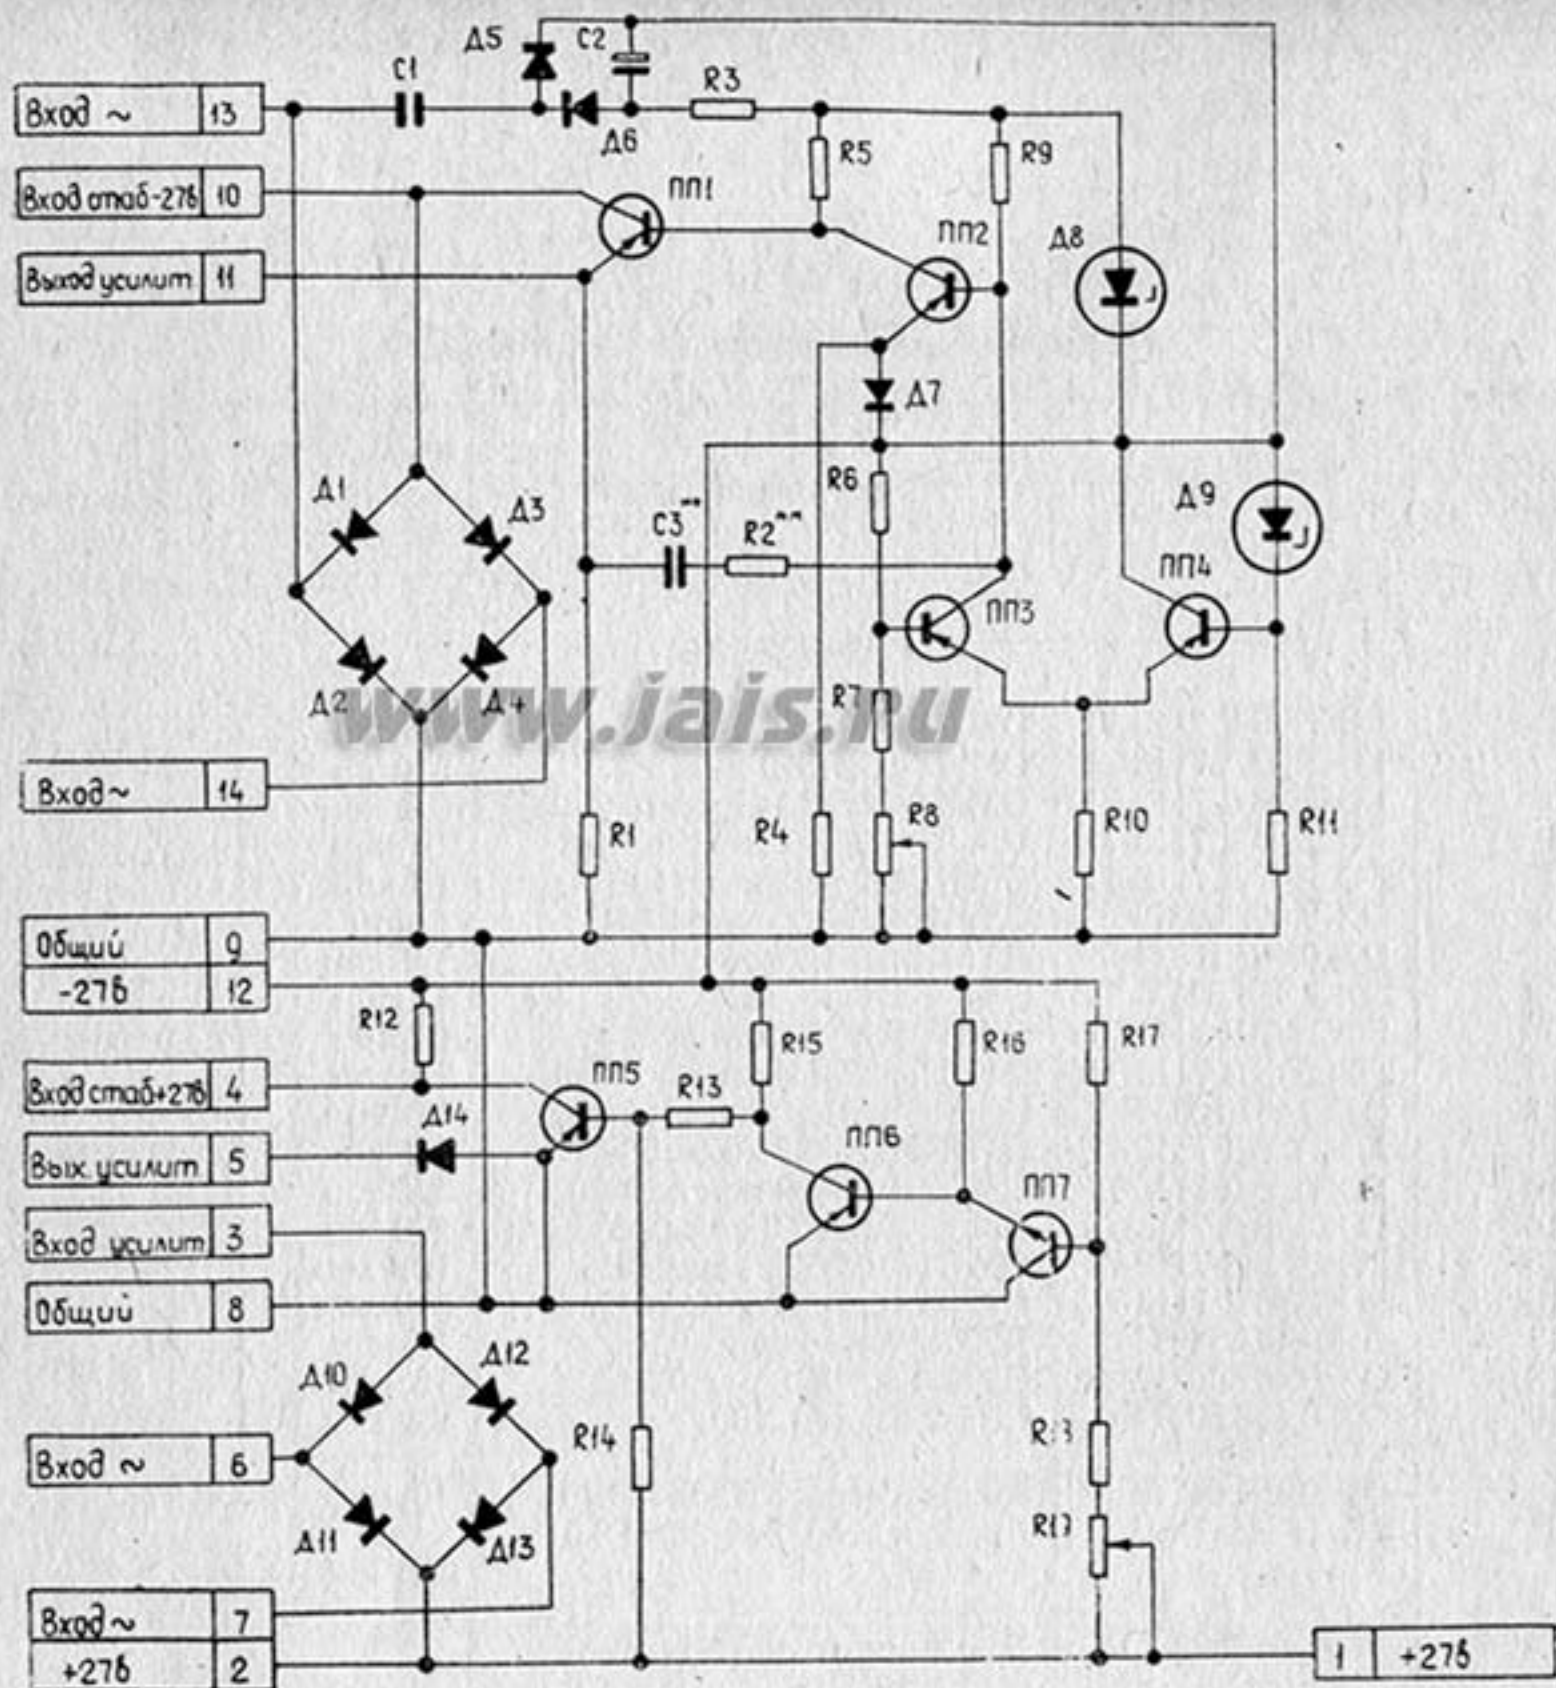 Д5
С2
С1
R3
Вход ~ 13
Д6
R5
R9
Вход стаб-27в 10
ПП1
ПП2
Д8
Выход усилит 11
Д7
Д1
Д3
R6
Д9
С3**
R2**
ПП4
ПП3
Д2
Д4
R7
www.jais.ru
Вход ~ 14
R1
R4
R8
R10
R11
Общий 9
-27в 12
R12
R15
R16
R17
Вход стаб+27в 4
ПП5
R13
Д14
ПП6
Вых. усилит 5
ПП7
Вход усилит 3
Общий 8
Д10
Д12
R14
Вход ~ 6
Д11
Д13
Вход ~ 7
+27в 2
1 +27в